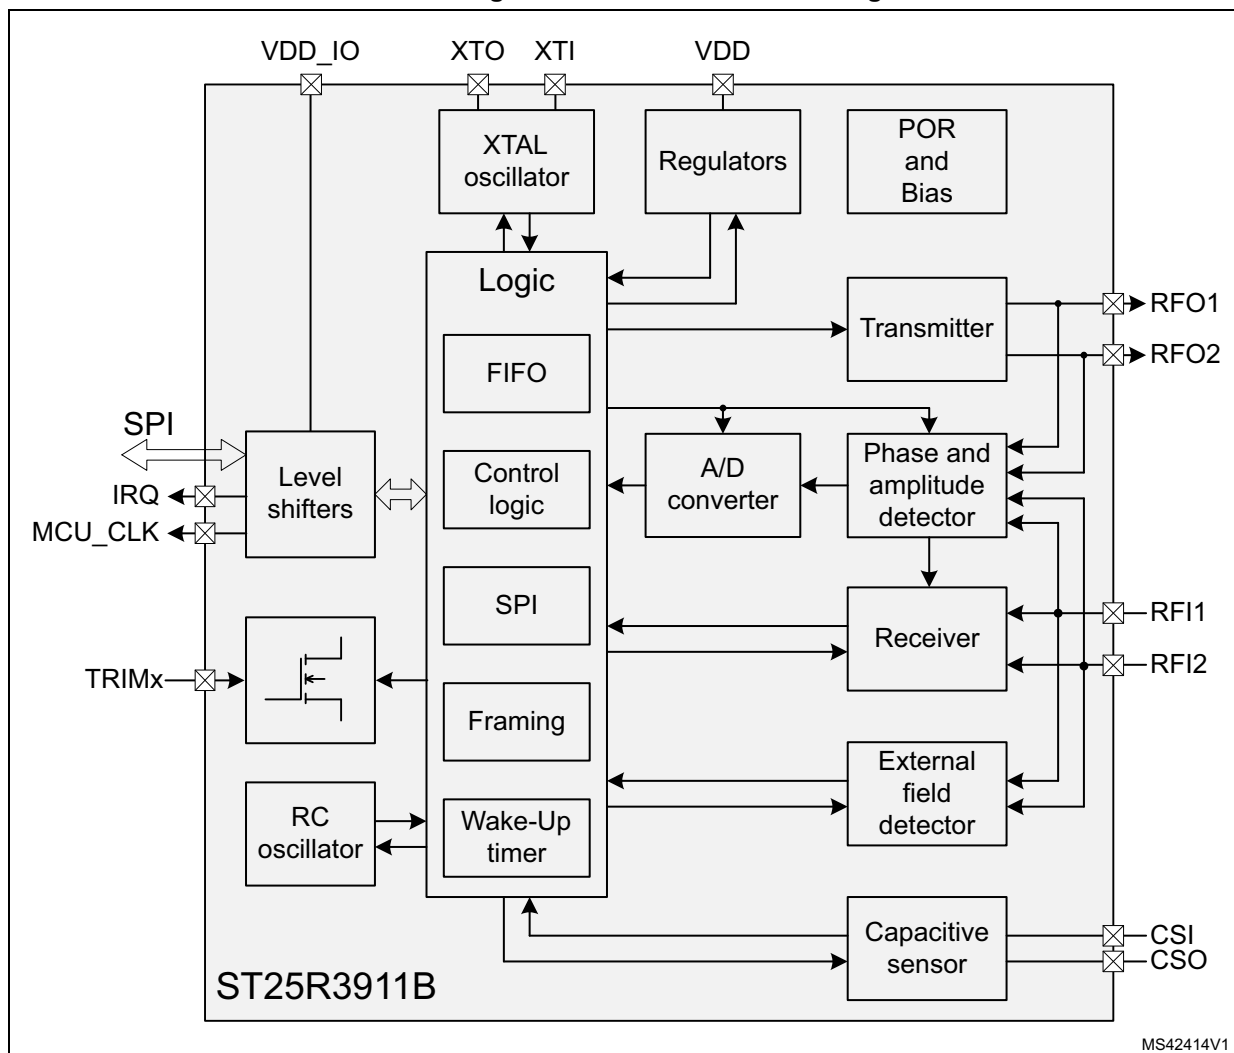 VDD_IO
XTO
XTI
VDD
XTAL
oscillator
Regulators
POR
and
Bias
Logic
Transmitter
RFO1
RFO2
FIFO
SPI
Level
shifters
IRQ
MCU_CLK
Control
logic
A/D
converter
Phase and
amplitude
detector
SPI
Receiver
RFI1
RFI2
TRIMx
Framing
External
field
detector
RC
oscillator
Wake-Up
timer
Capacitive
sensor
CSI
CSO
ST25R3911B
MS42414V1